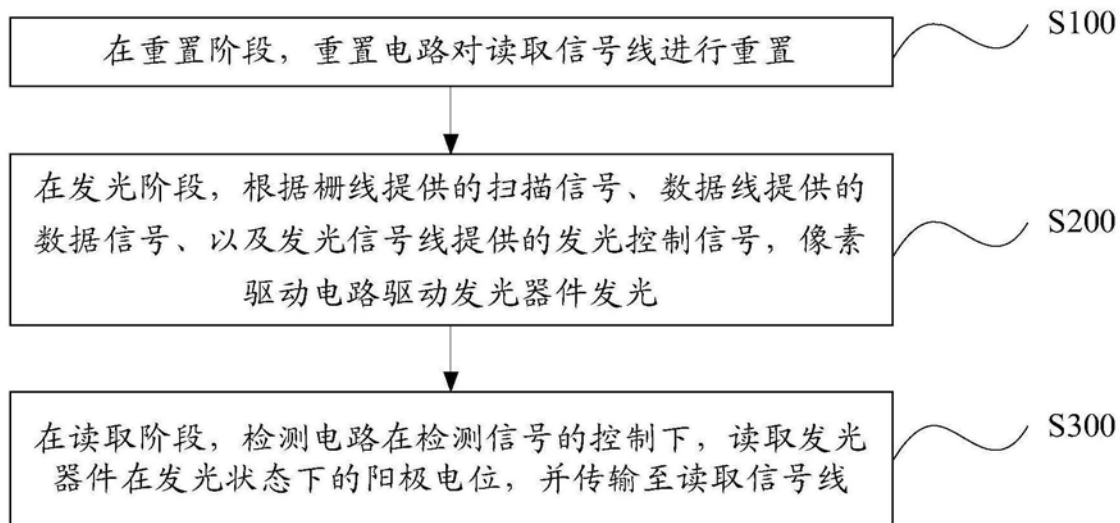 在重置阶段，重置电路对读取信号线进行重置
S100
在发光阶段，根据栅线提供的扫描信号、数据线提供的
数据信号、以及发光信号线提供的发光控制信号，像素
驱动电路驱动发光器件发光
S200
在读取阶段，检测电路在检测信号的控制下，读取发光
器件在发光状态下的阳极电位，并传输至读取信号线
S300